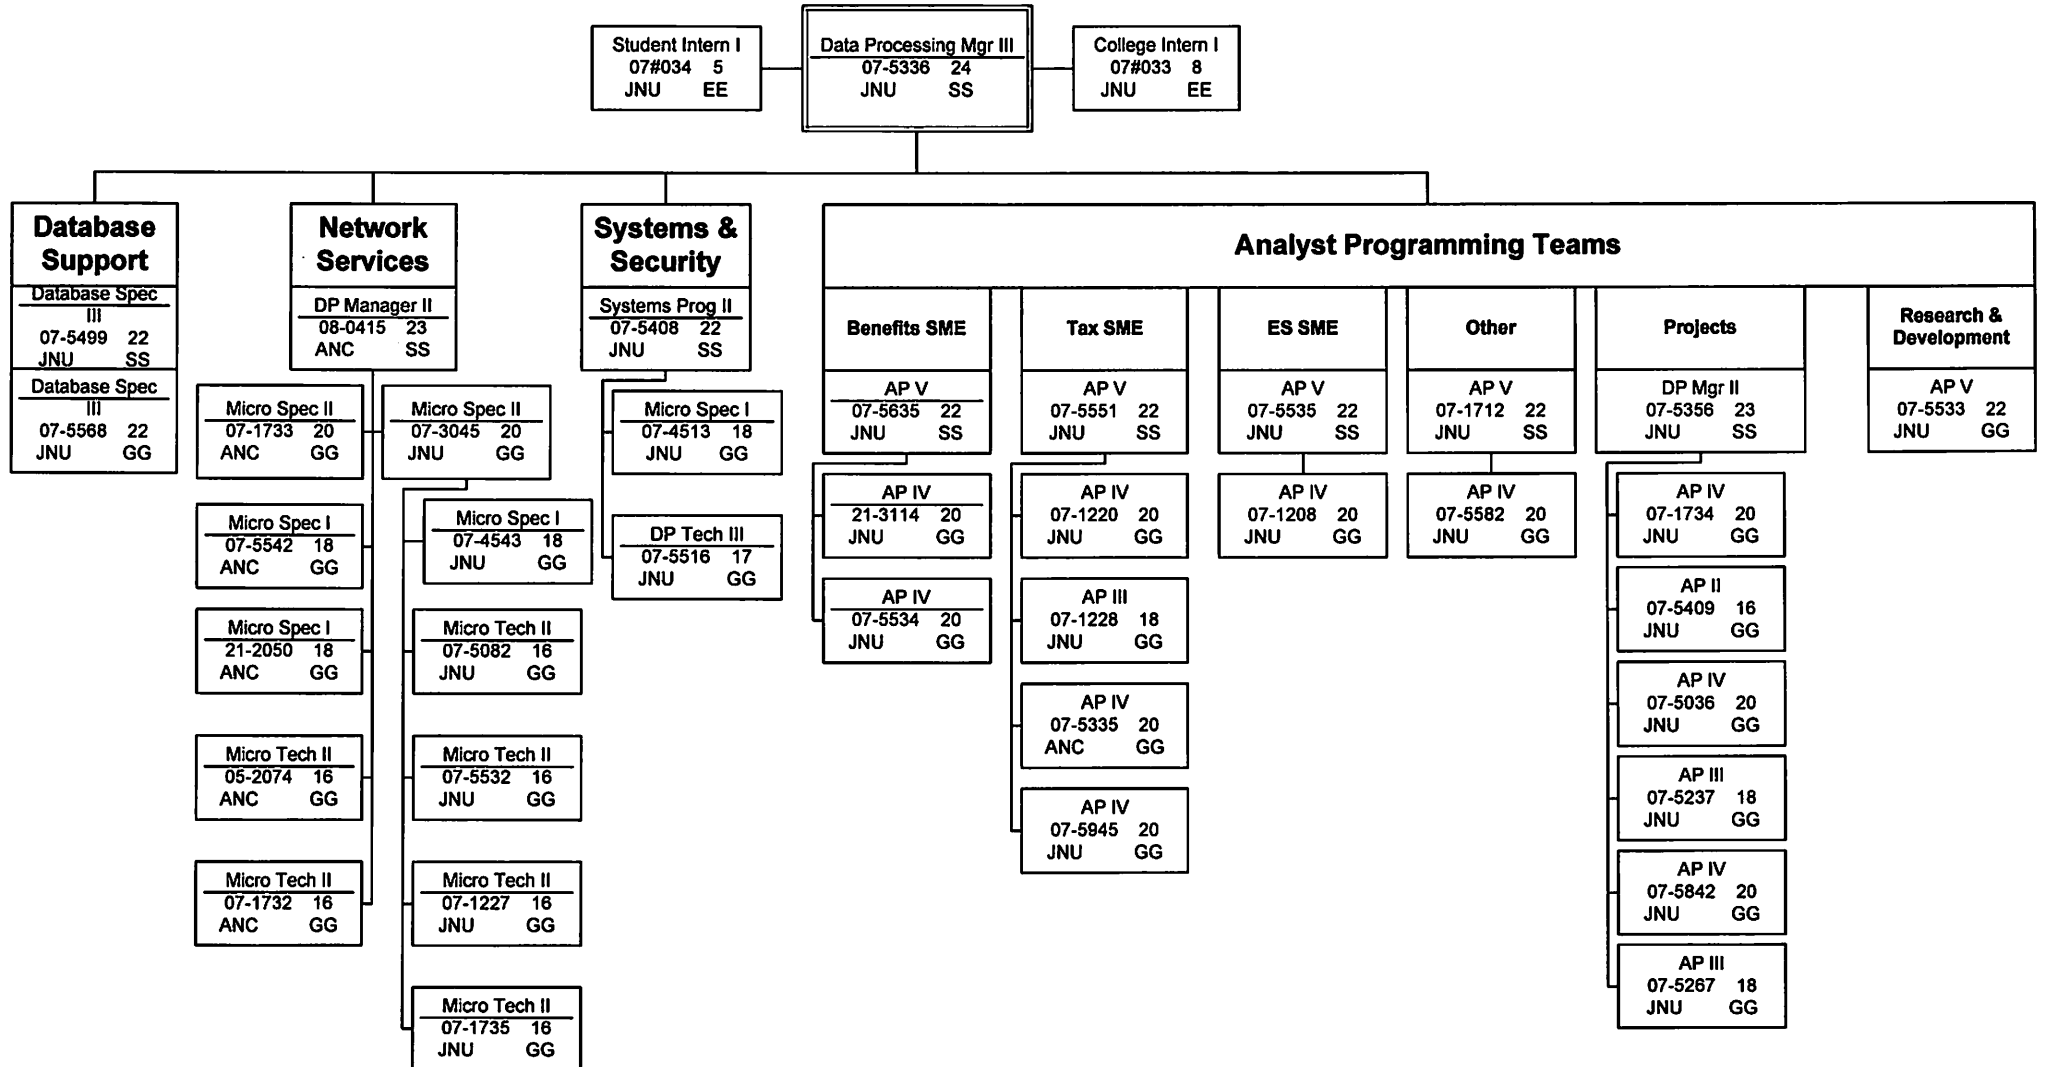 Student Intern I
07#034 5
JNU EE
Data Processing Mgr III
07-5336 24
JNU SS
College Intern I
07#033 8
JNU EE
Database
Support
Database Spec
III
07-5499 22
JNU SS
Database Spec
III
07-5568 22
JNU GG
Network
Services
DP Manager II
08-0415 23
ANC SS
Micro Spec II
07-1733 20
ANC GG
Micro Spec I
07-5542 18
ANC GG
Micro Spec I
21-2050 18
ANC GG
Micro Tech II
05-2074 16
ANC GG
Micro Tech II
07-1732 16
ANC GG
Micro Spec II
07-3045 20
JNU GG
Micro Spec I
07-4543 18
JNU GG
Micro Tech II
07-5082 16
JNU GG
Micro Tech II
07-5532 16
JNU GG
Micro Tech II
07-1227 16
JNU GG
Micro Tech II
07-1735 16
JNU GG
Systems &
Security
Systems Prog II
07-5408 22
JNU SS
Micro Spec I
07-4513 18
JNU GG
DP Tech III
07-5516 17
JNU GG
Analyst Programming Teams
Benefits SME
AP V
07-5635 22
JNU SS
AP IV
21-3114 20
JNU GG
AP IV
07-5534 20
JNU GG
Tax SME
AP V
07-5551 22
JNU SS
AP IV
07-1220 20
JNU GG
AP III
07-1228 18
JNU GG
AP IV
07-5335 20
ANC GG
AP IV
07-5945 20
JNU GG
ES SME
AP V
07-5535 22
JNU SS
AP IV
07-1208 20
JNU GG
Other
AP V
07-1712 22
JNU SS
AP IV
07-5582 20
JNU GG
Projects
DP Mgr II
07-5356 23
JNU SS
AP IV
07-1734 20
JNU GG
AP II
07-5409 16
JNU GG
AP IV
07-5036 20
JNU GG
AP III
07-5237 18
JNU GG
AP IV
07-5842 20
JNU GG
AP III
07-5267 18
JNU GG
Research &
Development
AP V
07-5533 22
JNU GG